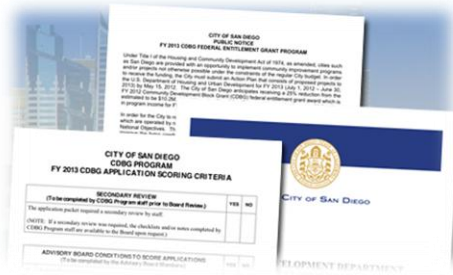 CITY OF SAN DIEGO
PUBLIC NOTICE
FY 2013 CDBG FEDERAL ENTITLEMENT GRANT PROGRAM
Under Title I of the Housing and Community Development Act of 1974, as amended, cities such
as San Diego are provided with an opportunity to implement community improvement programs
and/or projects not otherwise possible under the constraints of the regular City budget. In order
to receive the funding, the City must submit an Action Plan that consists of proposed projects to
the U.S. Department of Housing and Urban Development for FY 2013 (July 1, 2012 – June 30,
2013) by May 15, 2012. The City of San Diego anticipates receiving a 25% reduction from the
FY 2012 Community Development Block Grant (CDBG) federal entitlement grant award which is
estimated to be $10.2M
in program income for F
In order for the City to
which are operated by
National Objectives. Th
CITY OF SAN DIEGO
CDBG PROGRAM
FY 2013 CDBG APPLICATION SCORING CRITERIA
SECONDARY REVIEW
(To be completed by CDBG Program staff prior to Board Review.)
YES NO
The application packet required a secondary review by staff.
(NOTE: If a secondary review was required, the checklists and/or notes completed by
CDBG Program staff are available to the Board upon request.)
ADVISORY BOARD CONDITIONS TO SCORE APPLICATIONS
(To be completed by the Advisory Board Members)
YES NO
CITY OF SAN DIEGO
ELOPMENT DEPARTMENT